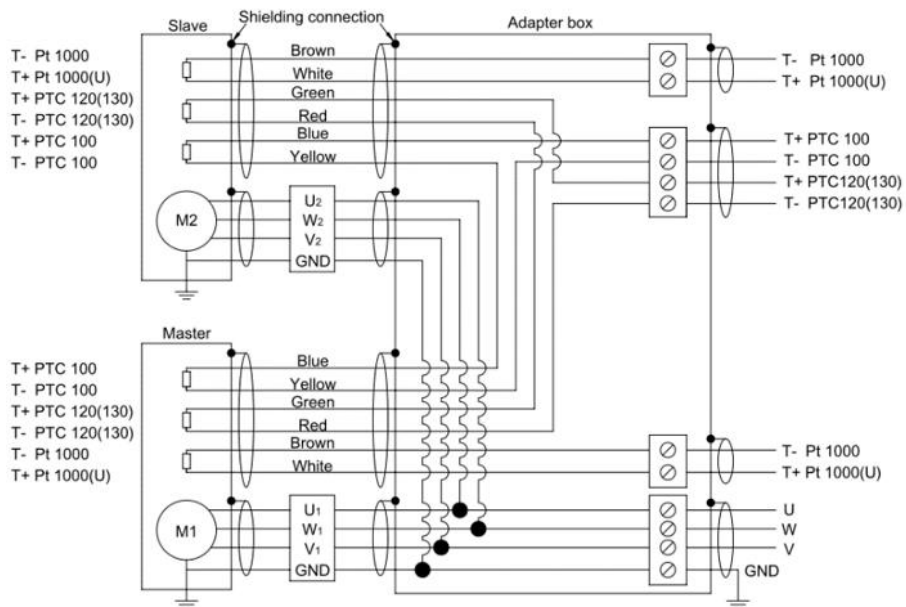 Slave
Shielding connection
Adapter box
T- Pt 1000
T+ Pt 1000(U)
T+ PTC 120(130)
T- PTC 120(130)
T+ PTC 100
T- PTC 100
Brown
White
Green
Red
Blue
Yellow
T- Pt 1000
T+ Pt 1000(U)
T+ PTC 100
T- PTC 100
T+ PTC120(130)
T- PTC120(130)
M2
U2
W2
V2
GND
Master
T+ PTC 100
T- PTC 100
T+ PTC 120(130)
T- PTC 120(130)
T- Pt 1000
T+ Pt 1000(U)
Blue
Yellow
Green
Red
Brown
White
T- Pt 1000
T+ Pt 1000(U)
M1
U1
W1
V1
GND
U
W
V
GND